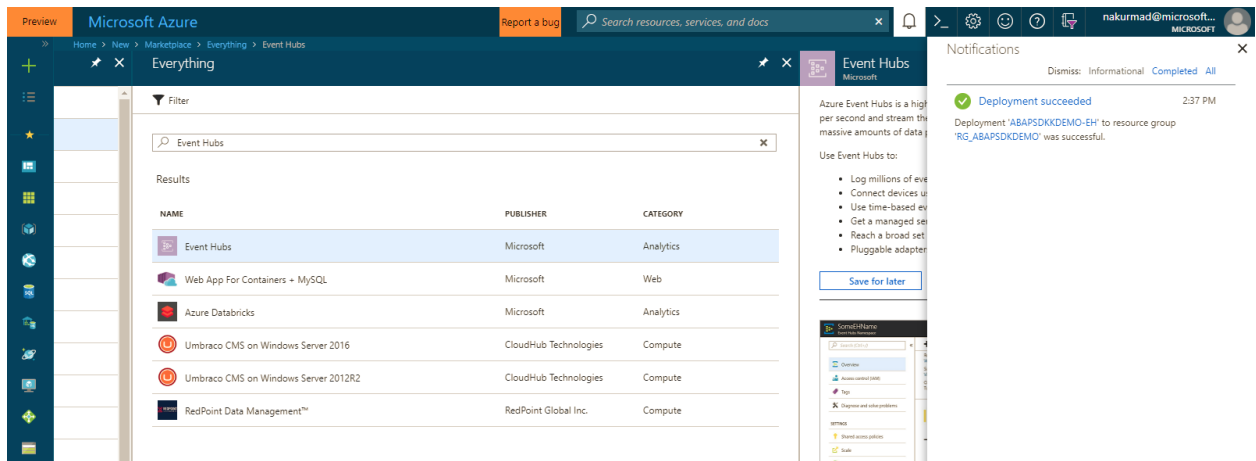 Preview
Microsoft Azure
Report a bug
Search resources, services, and docs
nakurmad@microsoft...
MICROSOFT
Home > New > Marketplace > Everything > Event Hubs
Everything
Filter
Event Hubs
Results
NAME PUBLISHER CATEGORY
Event Hubs Microsoft Analytics
Web App For Containers + MySQL Microsoft Web
Azure Databricks Microsoft Analytics
Umbraco CMS on Windows Server 2016 CloudHub Technologies Compute
Umbraco CMS on Windows Server 2012R2 CloudHub Technologies Compute
RedPoint Data Management™ RedPoint Global Inc. Compute
Event Hubs
Microsoft
Azure Event Hubs is a high
per second and stream the
massive amounts of data
Use Event Hubs to:
• Log millions of eve
• Connect devices u
• Use time-based ev
• Get a managed se
• Reach a broad set
• Pluggable adapter
Save for later
SomeEHName
Event Hubs Namespace
Overview
Access control (IAM)
Tags
Diagnose and solve problems
SETTINGS
Shared access policies
Scale
Notifications
Dismiss: Informational Completed All
Deployment succeeded 2:37 PM
Deployment 'ABAPSDKKDEMO-EH' to resource group
'RG_ABAPSDKDEMO' was successful.